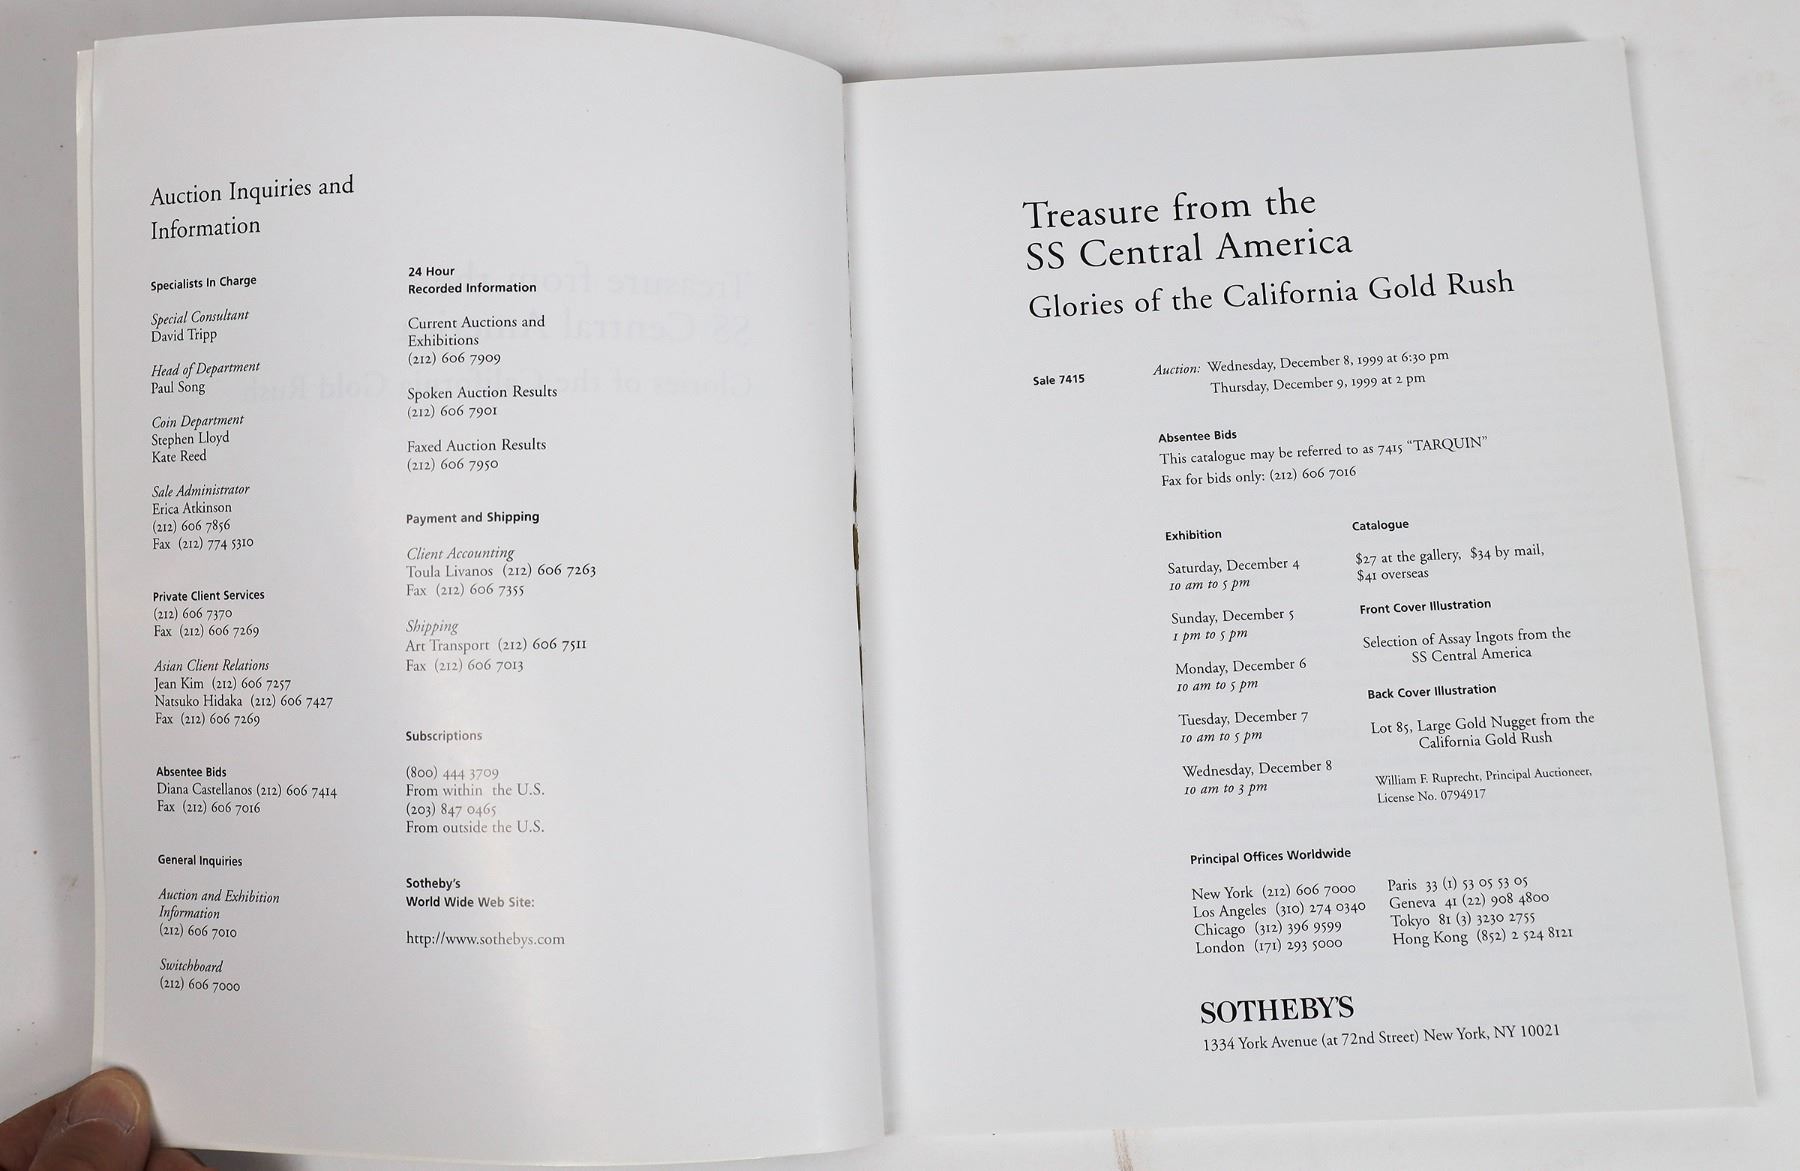 Auction Inquiries and
Information
Specialists In Charge
Special Consultant
David Tripp
Head of Department
Paul Song
Coin Department
Stephen Lloyd
Kate Reed
Sale Administrator
Erica Atkinson
(212) 606 7856
Fax (212) 774 5310
Private Client Services
(212) 606 7370
Fax (212) 606 7269
Asian Client Relations
Jean Kim (212) 606 7257
Natsuko Hidaka (212) 606 7427
Fax (212) 606 7269
Absentee Bids
Diana Castellanos (212) 606 7414
Fax (212) 606 7016
General Inquiries
Auction and Exhibition
Information
(212) 606 7010
Switchboard
(212) 606 7000
24 Hour
Recorded Information
Current Auctions and
Exhibitions
(212) 606 7909
Spoken Auction Results
(212) 606 7901
Faxed Auction Results
(212) 606 7950
Payment and Shipping
Client Accounting
Toula Livanos (212) 606 7263
Fax (212) 606 7355
Shipping
Art Transport (212) 606 7511
Fax (212) 606 7013
Subscriptions
(800) 444 3709
From within the U.S.
(203) 847 0465
From outside the U.S.
Sotheby's
World Wide Web Site:
http://www.sothebys.com
Treasure from the
SS Central America
Glories of the California Gold Rush
Sale 7415
Auction: Wednesday, December 8, 1999 at 6:30 pm
Thursday, December 9, 1999 at 2 pm
Absentee Bids
This catalogue may be referred to as 7415 “TARQUIN”
Fax for bids only: (212) 606 7016
Exhibition
Saturday, December 4
10 am to 5 pm
Sunday, December 5
1 pm to 5 pm
Monday, December 6
10 am to 5 pm
Tuesday, December 7
10 am to 5 pm
Wednesday, December 8
10 am to 3 pm
Catalogue
$27 at the gallery, $34 by mail,
$41 overseas
Front Cover Illustration
Selection of Assay Ingots from the
SS Central America
Back Cover Illustration
Lot 85, Large Gold Nugget from the
California Gold Rush
William F. Ruprecht, Principal Auctioneer,
License No. 0794917
Principal Offices Worldwide
New York (212) 606 7000
Los Angeles (310) 274 0340
Chicago (312) 396 9599
London (171) 293 5000
Paris 33 (1) 53 05 53 05
Geneva 41 (22) 908 4800
Tokyo 81 (3) 3230 2755
Hong Kong (852) 2 524 8121
SOTHEBY'S
1334 York Avenue (at 72nd Street) New York, NY 10021